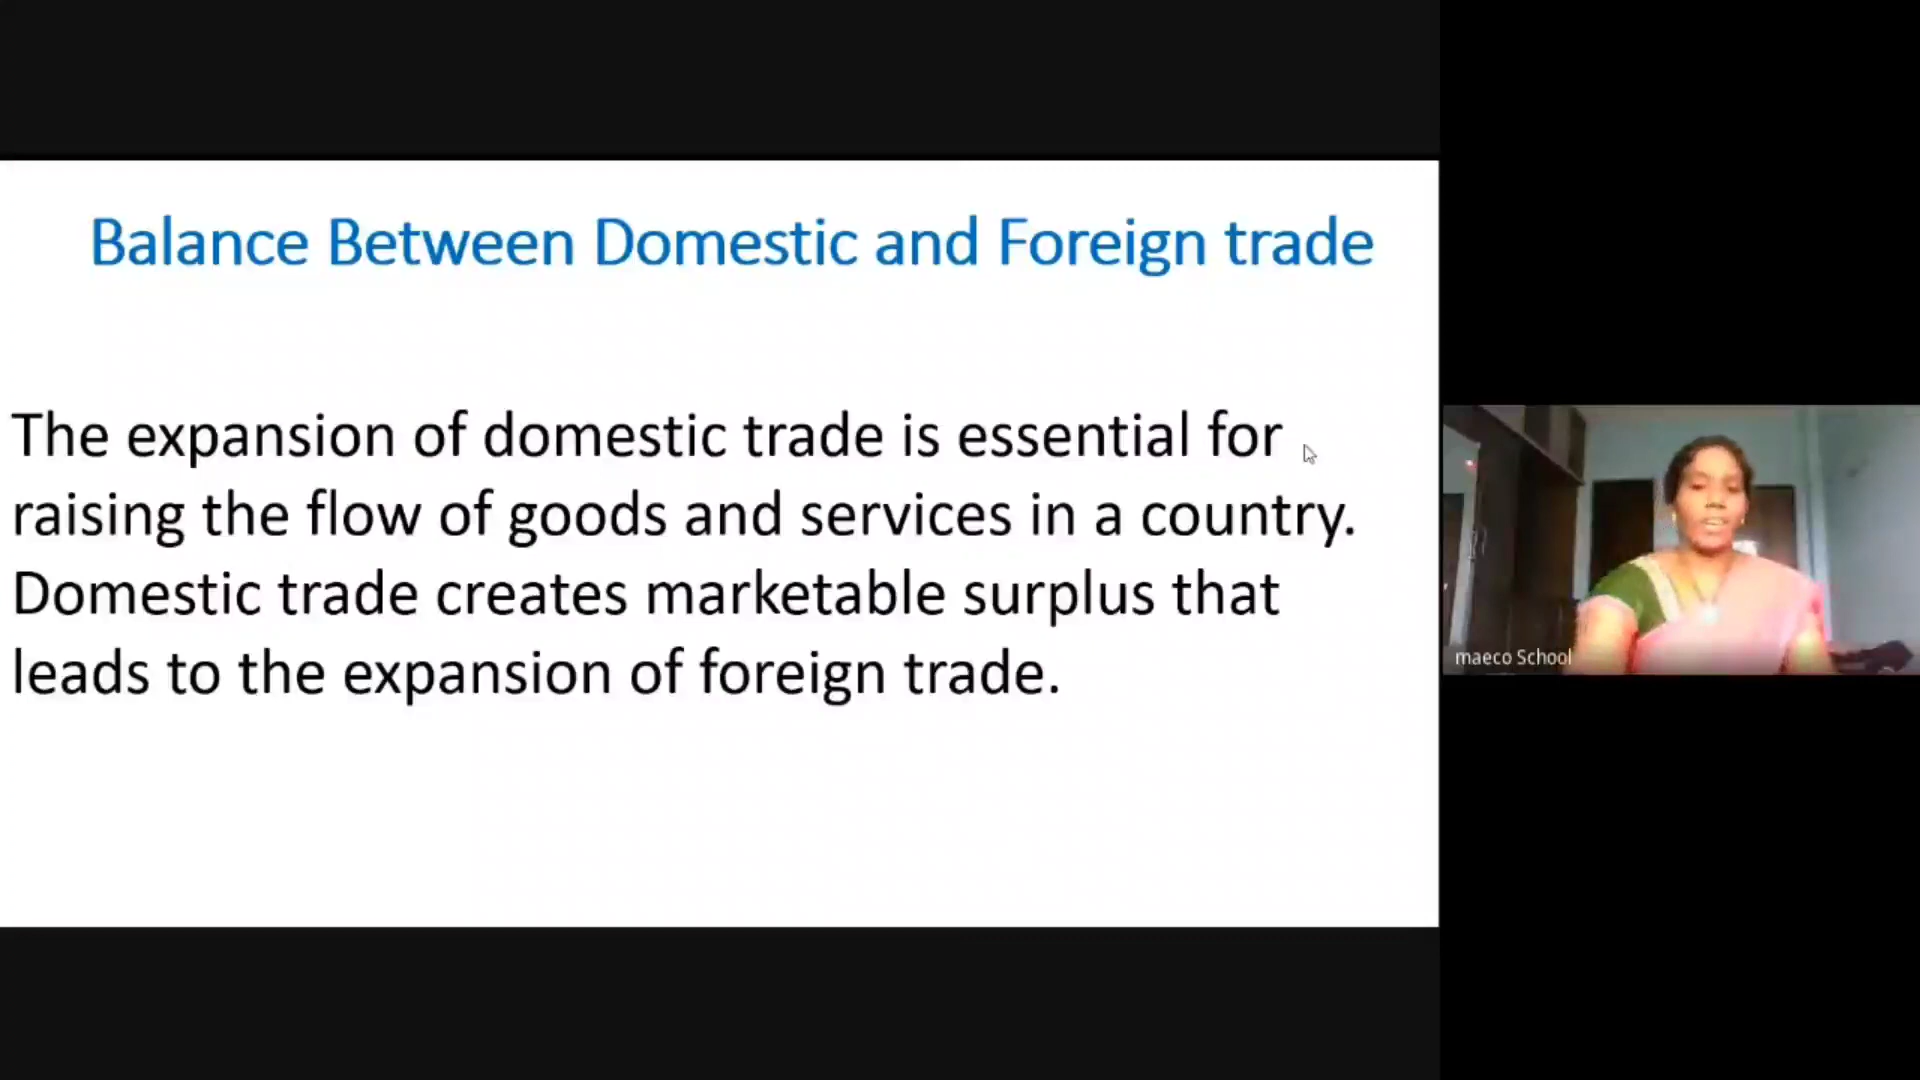 Balance Between Domestic and Foreign trade
The expansion of domestic trade is essential for
raising the flow of goods and services in a country.
Domestic trade creates marketable surplus that
leads to the expansion of foreign trade.
maeco School